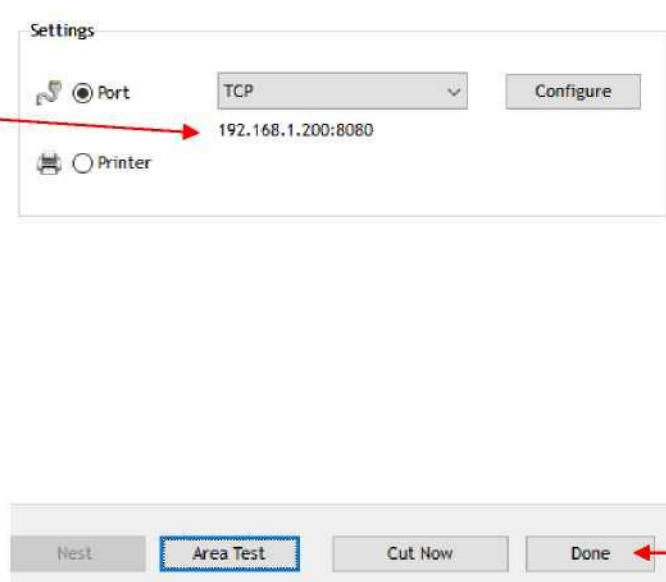 Settings
Port TCP Configure
192.168.1.200:8080
Printer
Nest Area Test Cut Now Done